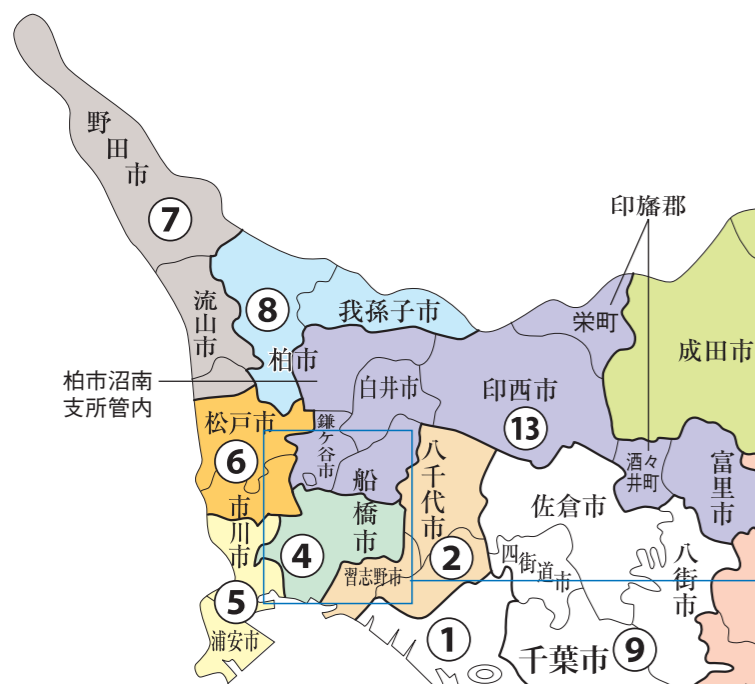 野田市
⑦
印旛郡
流山市
⑧
我孫子市
栄町
成田市
柏市
柏市沼南
支所管内
白井市
印西市
⑬
松戸市
鎌ケ谷市
⑥
船橋市
八千代市
酒々
井町
富里市
市川市
佐倉市
④
②
四街道市
八街市
習志野市
⑤
浦安市
①
千葉市
⑨